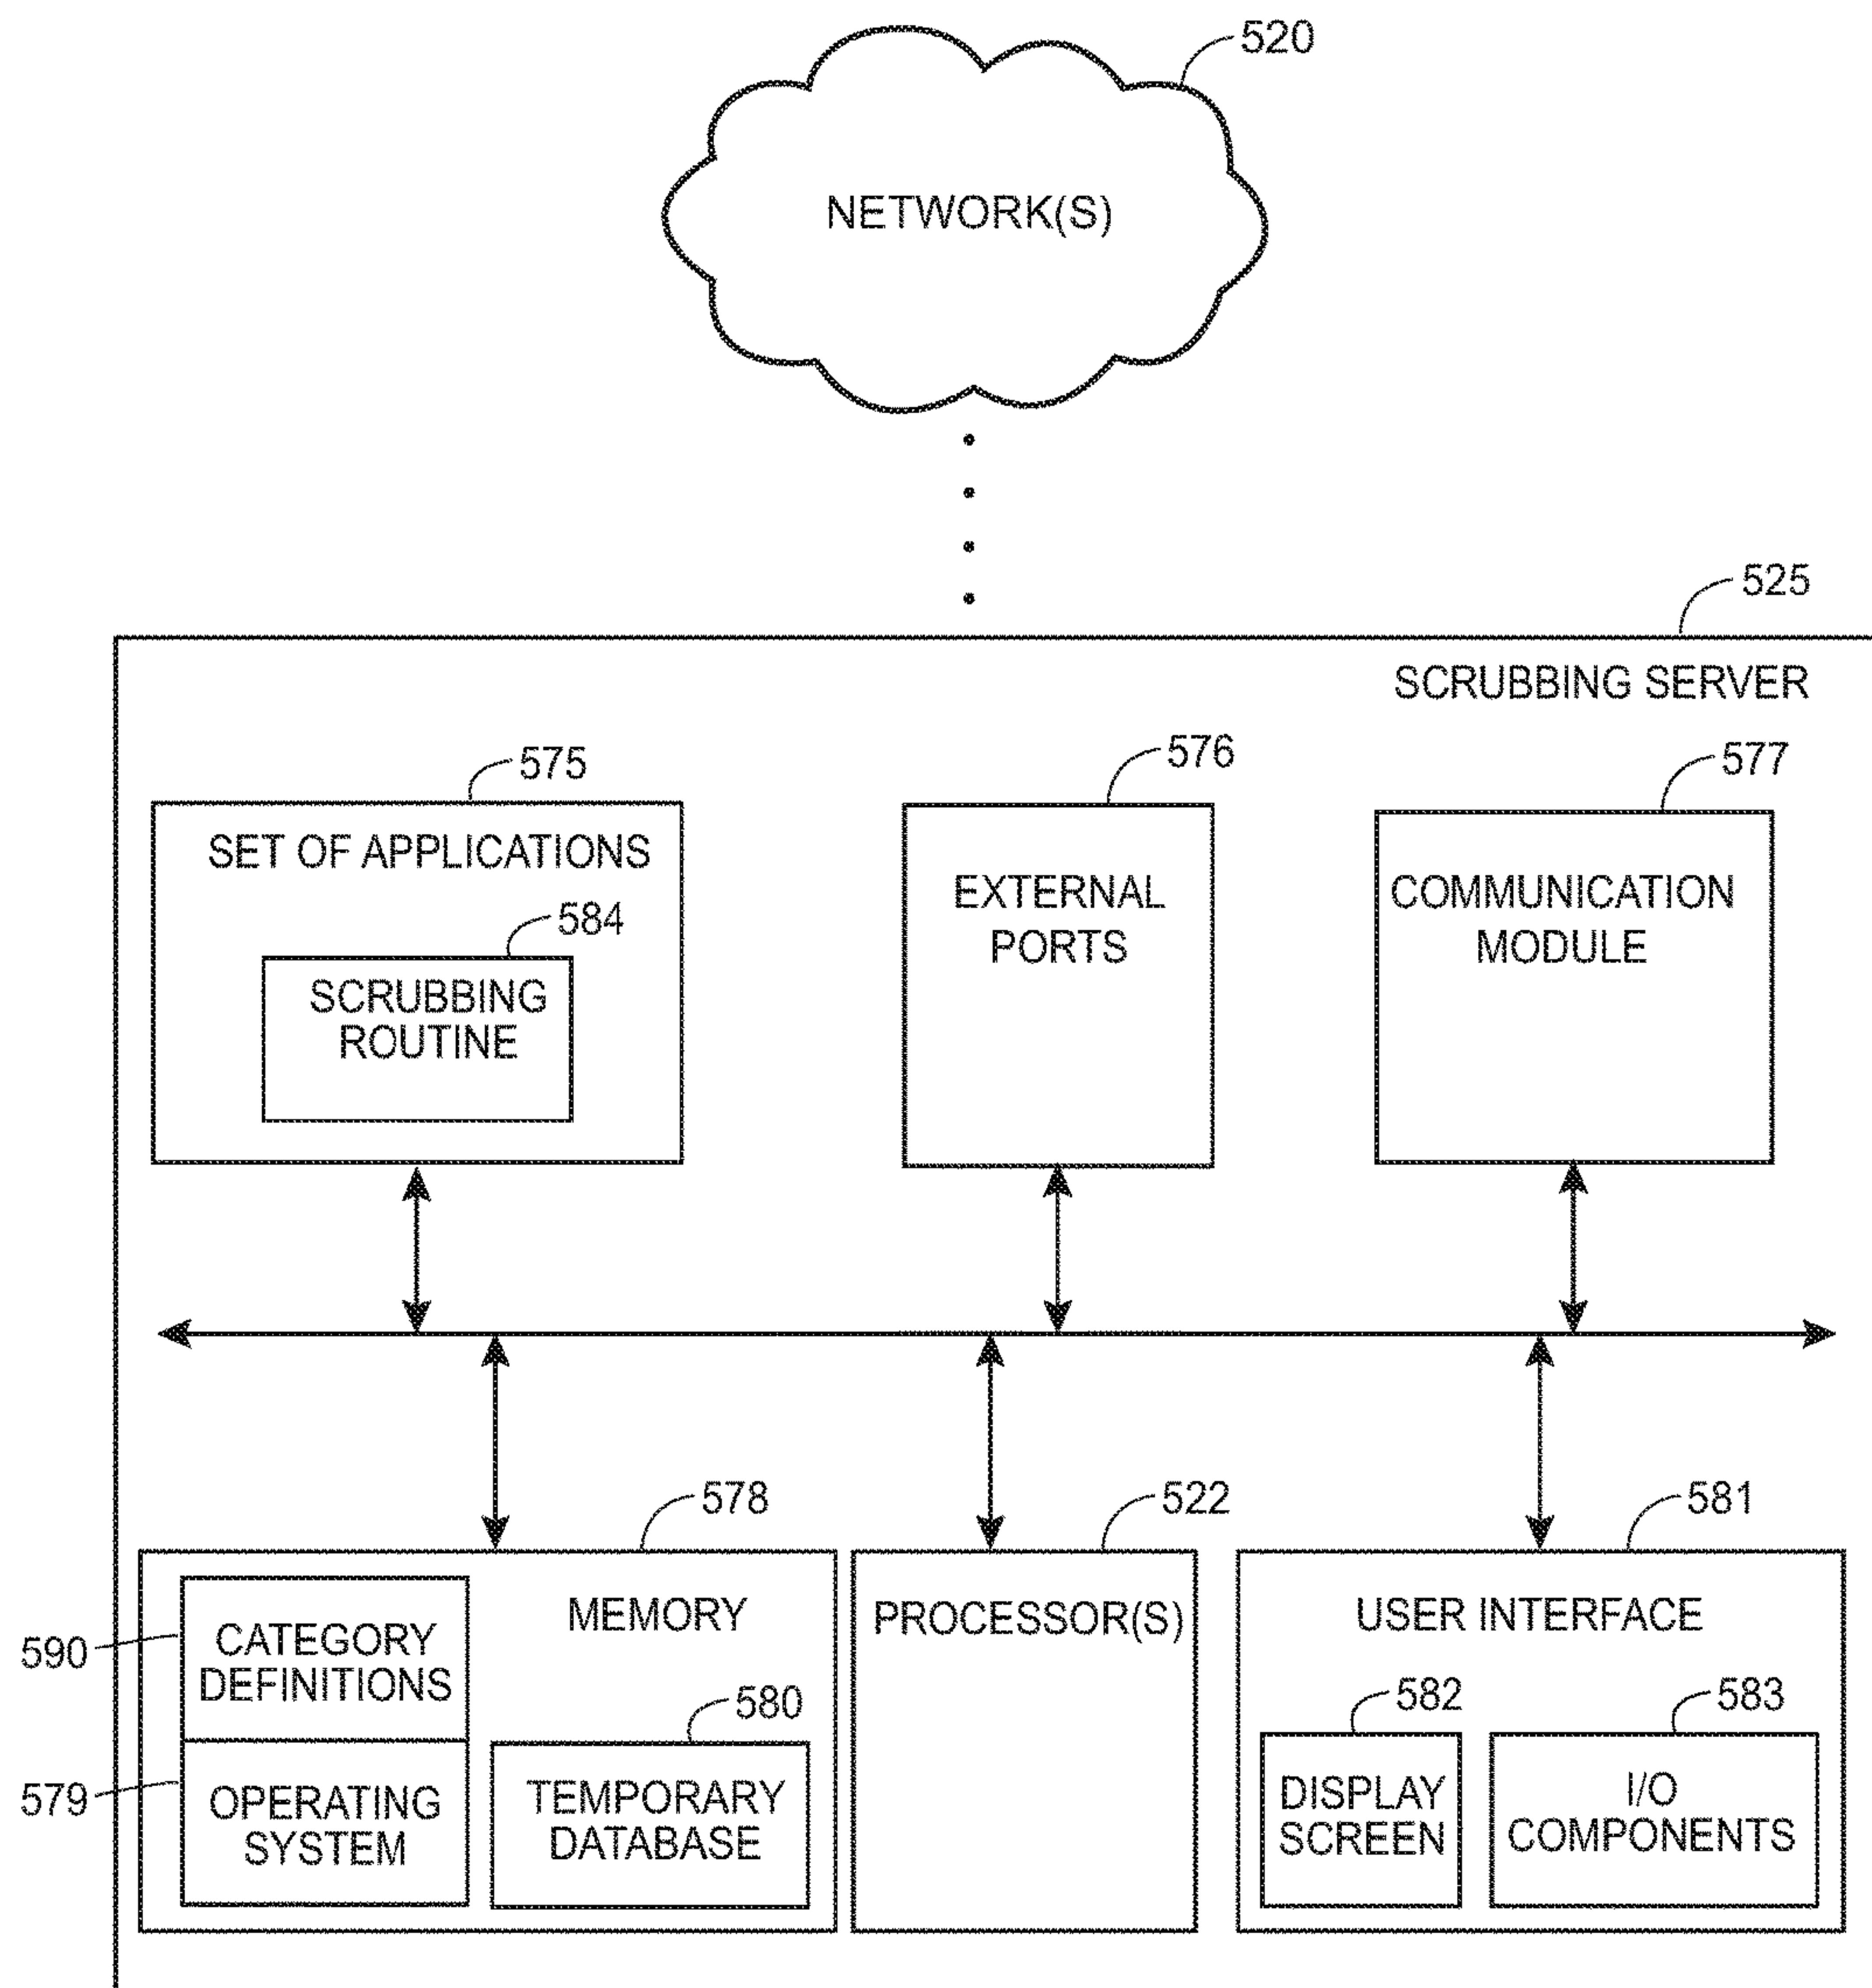 520
NETWORK(S)
525
SCRUBBING SERVER
575
SET OF APPLICATIONS
584
SCRUBBING
ROUTINE
576
EXTERNAL
PORTS
577
COMMUNICATION
MODULE
578
MEMORY
590
CATEGORY
DEFINITIONS
579
OPERATING
SYSTEM
580
TEMPORARY
DATABASE
522
PROCESSOR(S)
581
USER INTERFACE
582
DISPLAY
SCREEN
583
I/O
COMPONENTS